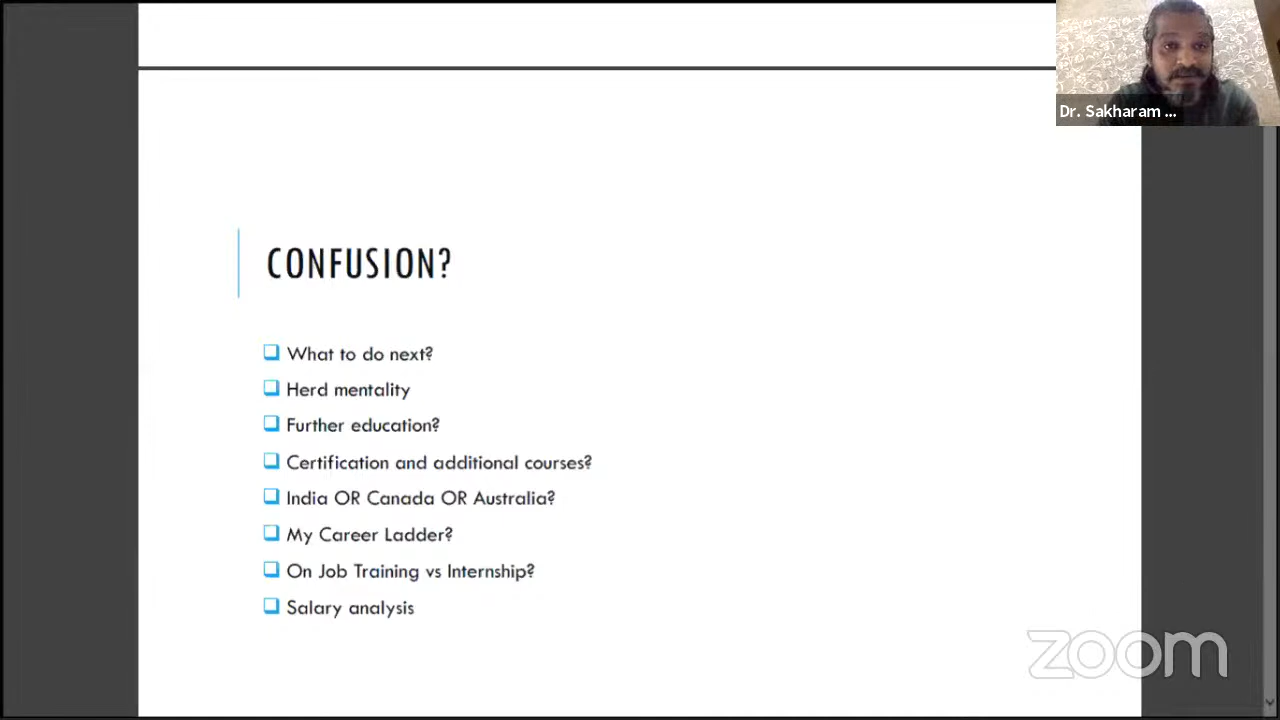 Dr. Sakharam ...
CONFUSION?
What to do next?
Herd mentality
Further education?
Certification and additional courses?
India OR Canada OR Australia?
My Career Ladder?
On Job Training vs Internship?
Salary analysis
zoom